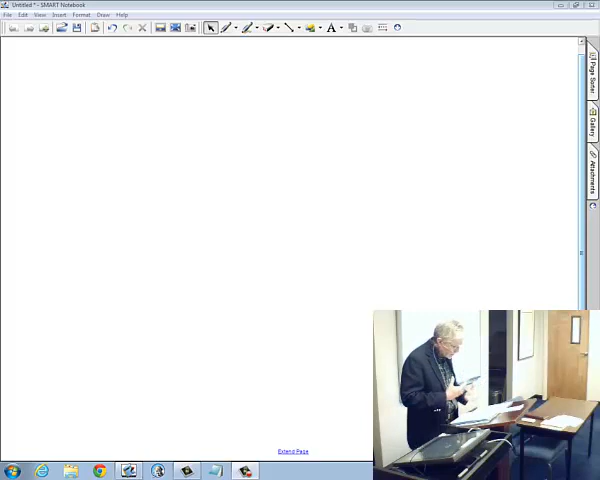 Untitled * - SMART Notebook
File Edit View Insert Format Draw Help
Page Sorter
Gallery
Attachments
Extend Page